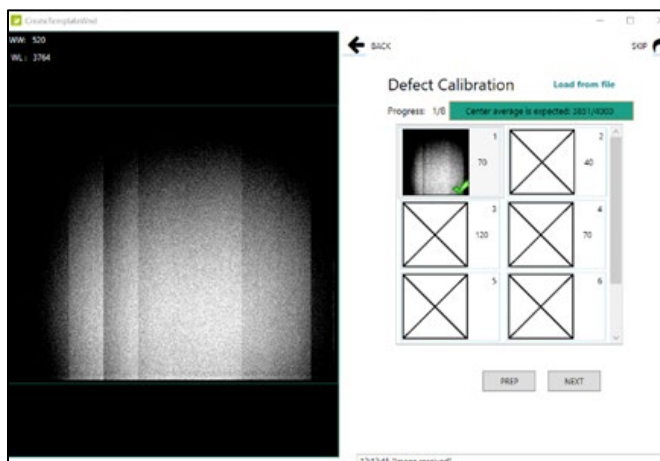 CreateTemplateWnd
WW: 520
WL: 3764
BACK
SKIP
Defect Calibration
Load from file
Progress: 1/8
Center average is expected: 3851/4000
1
70
2
40
3
120
4
70
5
6
PREP
NEXT